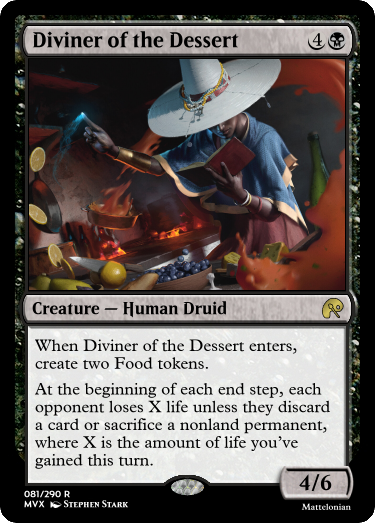 Diviner of the Dessert 4
Creature — Human Druid
When Diviner of the Dessert enters,
create two Food tokens.
At the beginning of each end step, each
opponent loses X life unless they discard
a card or sacrifice a nonland permanent,
where X is the amount of life you've
gained this turn.
4/6
081/290 R
MVX Stephen Stark
Mattelonian